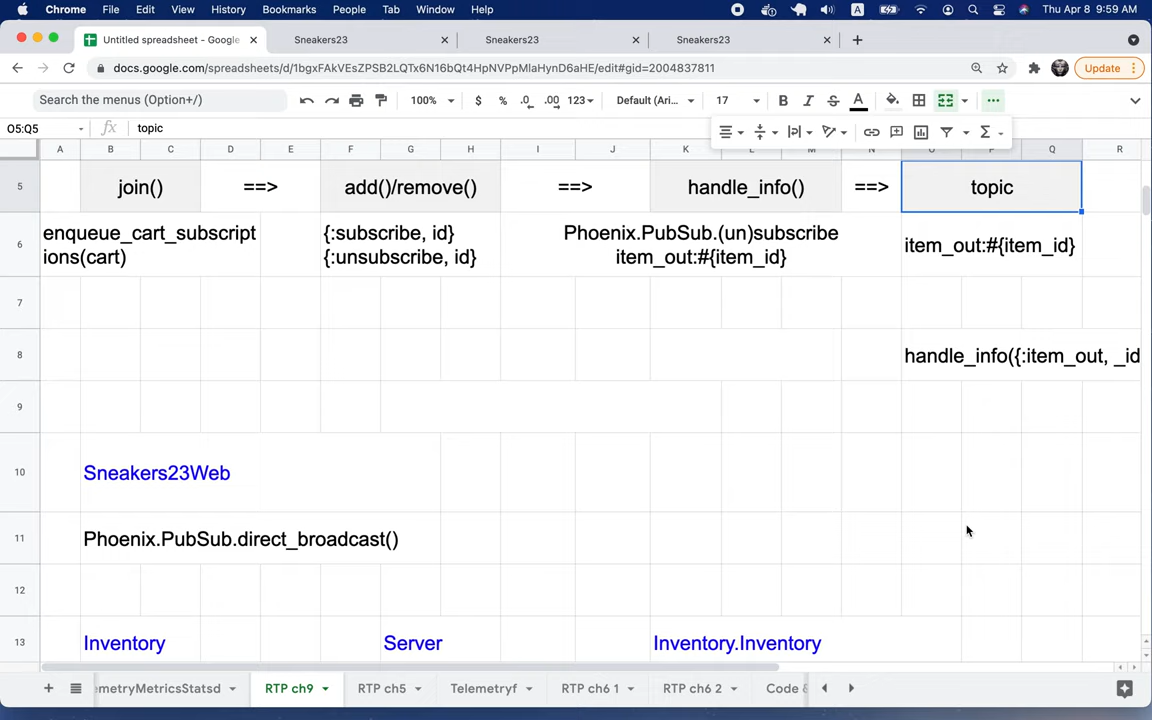 Chrome File Edit View History Bookmarks People Tab Window Help A Thu Apr 8 9:59 AM
Untitled spreadsheet - Google Sneakers23 Sneakers23 Sneakers23
docs.google.com/spreadsheets/d/1bgxFAkVEsZPSB2LQTx6N16bQt4HpNVPpMlaHynD6aHE/edit#gid=2004837811 Update
Search the menus (Option+/) 100% $ % .0 .00 123 Default (Ari... 17 B I S A
O5:Q5 fx topic
A B C D E F G H I J K L M N O P Q R
5 join() ==> add()/remove() ==> handle_info() ==> topic
6 enqueue_cart_subscript {:subscribe, id} Phoenix.PubSub.(un)subscribe item_out:#{item_id}
ions(cart) {:unsubscribe, id} item_out:#{item_id}
7
8 handle_info({:item_out, _id
9
10 Sneakers23Web
11 Phoenix.PubSub.direct_broadcast()
12
13 Inventory Server Inventory.Inventory
emetryMetricsStatsd RTP ch9 RTP ch5 Telemetryf RTP ch6 1 RTP ch6 2 Code &